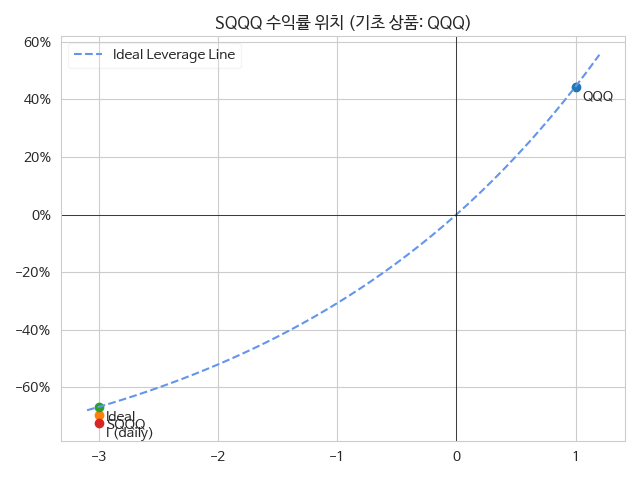 SQQQ 수익률 위치 (기초 상품: QQQ)
Ideal Leverage Line
60%
40%
20%
0%
−20%
−40%
−60%
QQQ
Ideal
SQQQ
I (daily)
−3
−2
−1
0
1